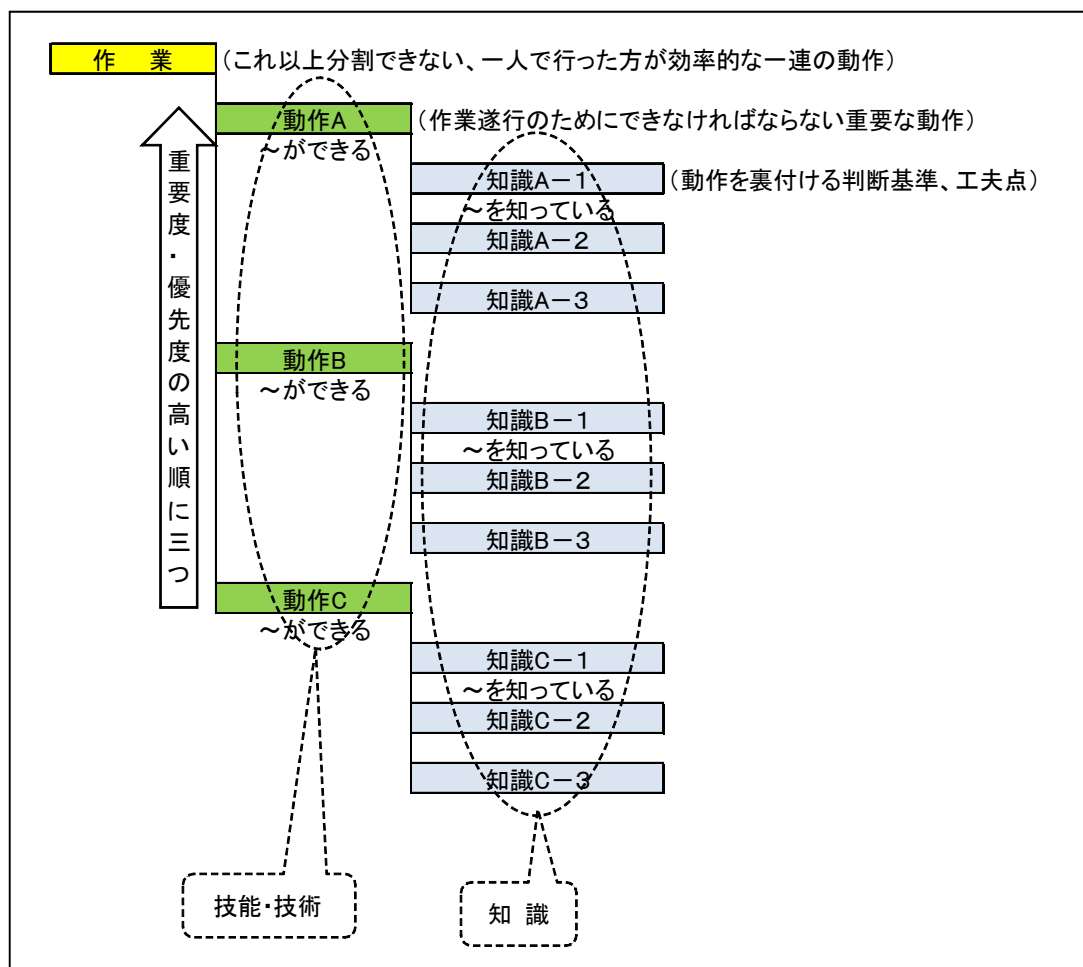 作　業　（これ以上分割できない、一人で行った方が効率的な一連の動作）
動作A　（作業遂行のためにできなければならない重要な動作）
～ができる
知識A－1　（動作を裏付ける判断基準、工夫点）
～を知っている
知識A－2
知識A－3
動作B
～ができる
知識B－1
～を知っている
知識B－2
知識B－3
動作C
～ができる
知識C－1
～を知っている
知識C－2
知識C－3
重要度・優先度の高い順に三つ
技能・技術
知 識